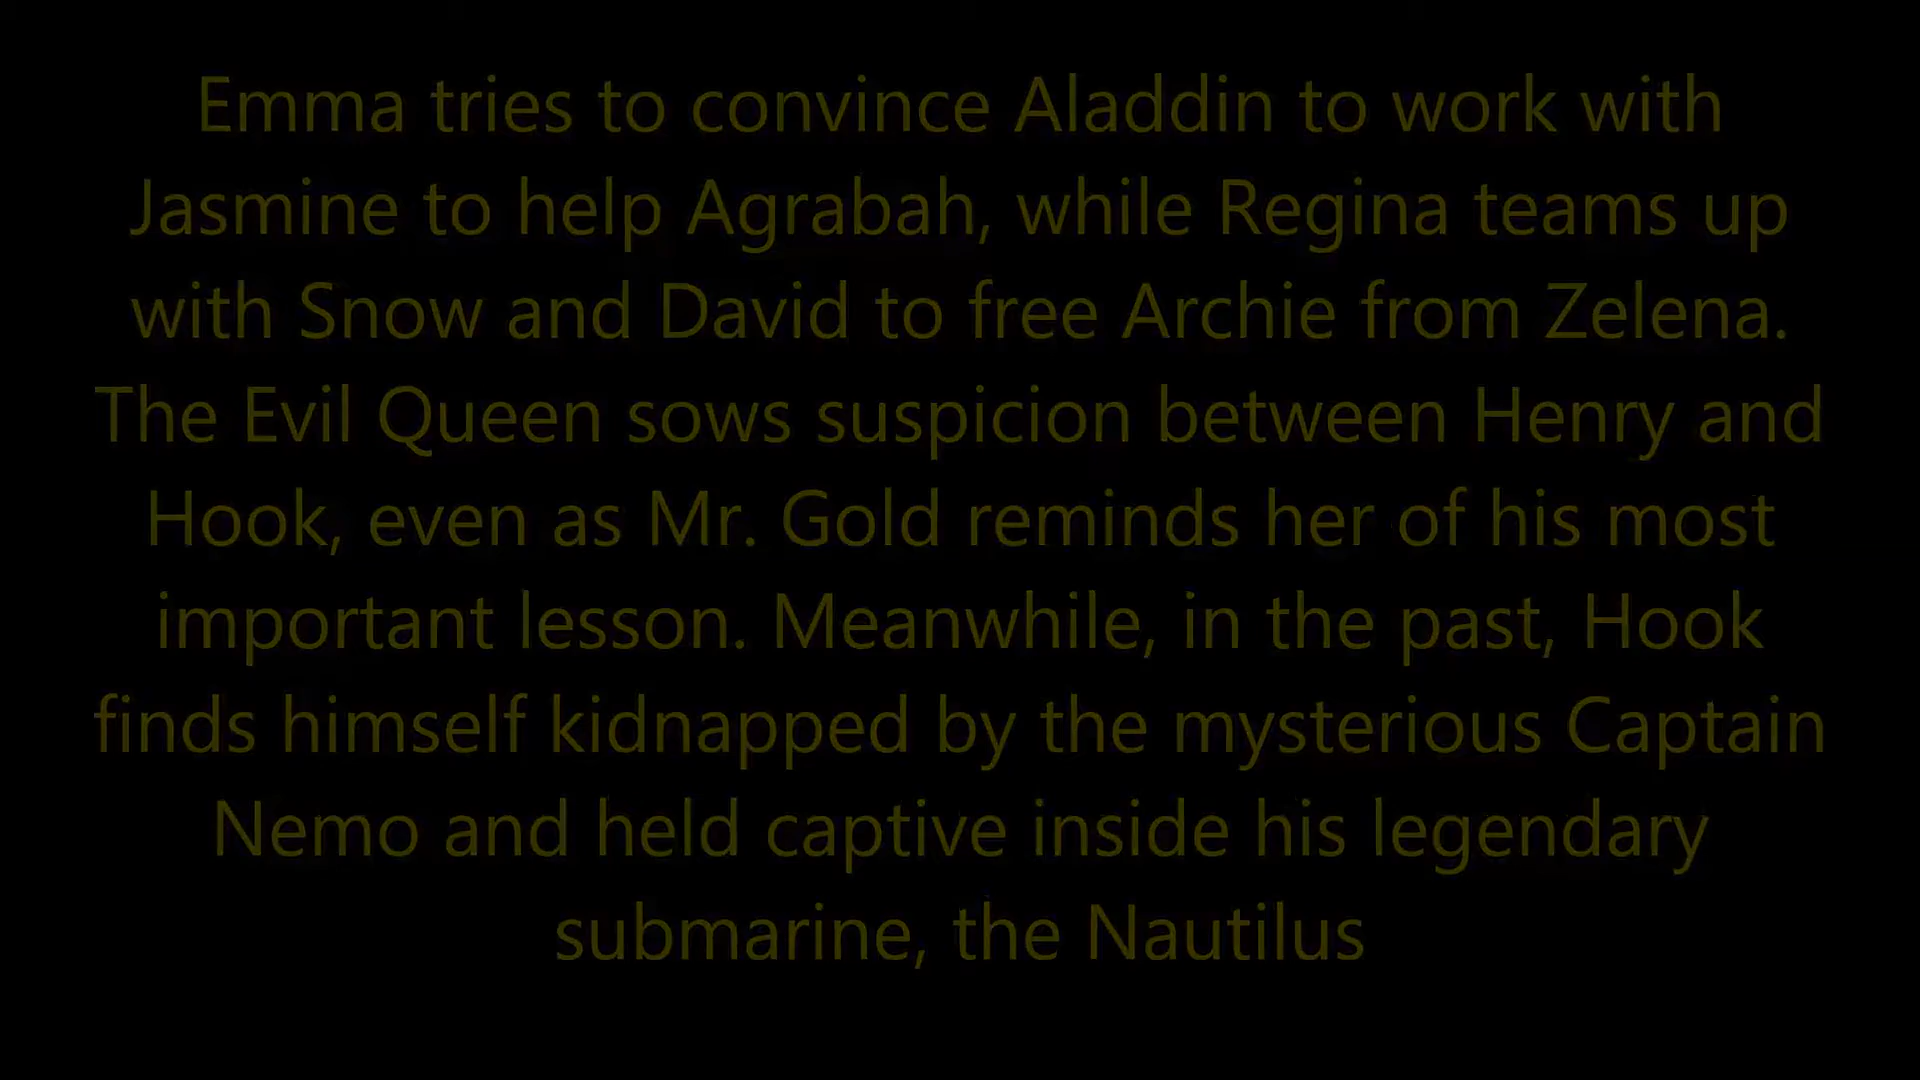 Emma tries to convince Aladdin to work with
Jasmine to help Agrabah, while Regina teams up
with Snow and David to free Archie from Zelena.
The Evil Queen sows suspicion between Henry and
Hook, even as Mr. Gold reminds her of his most
important lesson. Meanwhile, in the past, Hook
finds himself kidnapped by the mysterious Captain
Nemo and held captive inside his legendary
submarine, the Nautilus